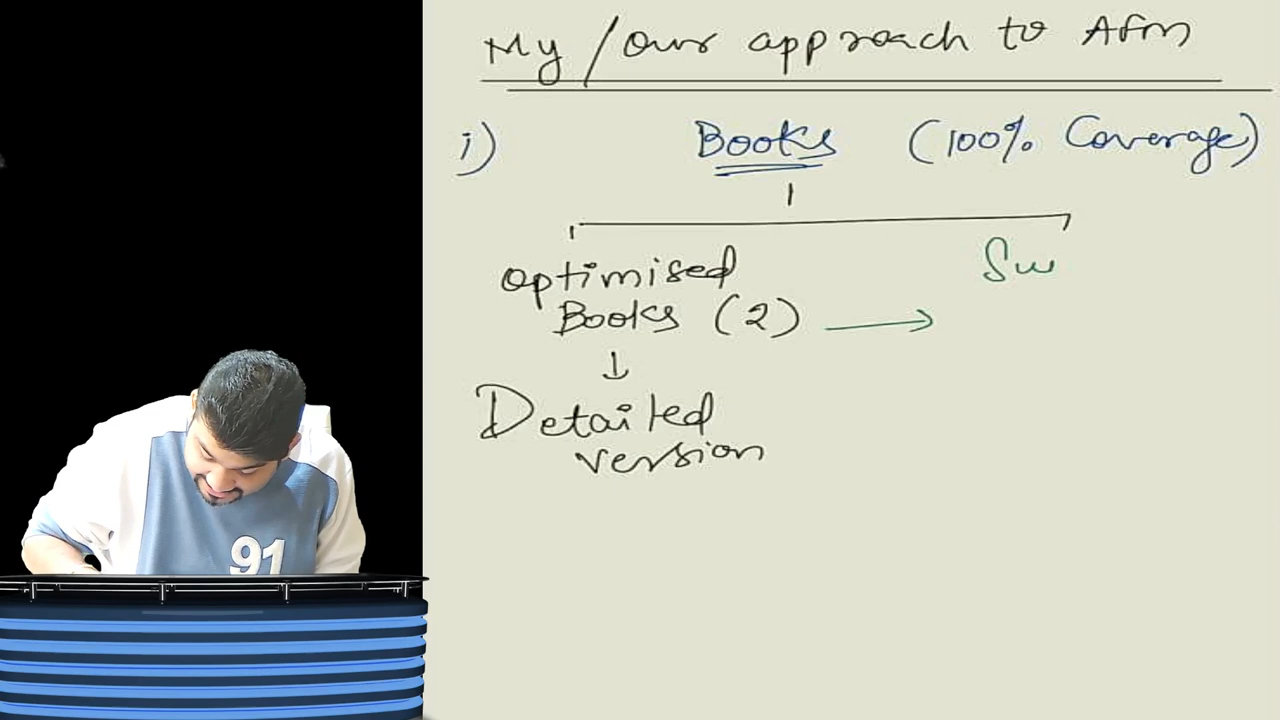 My / our approach to AFM
i) Books (100% Coverage)
Optimised Sw
Books (2) →
↓
Detailed
version
91